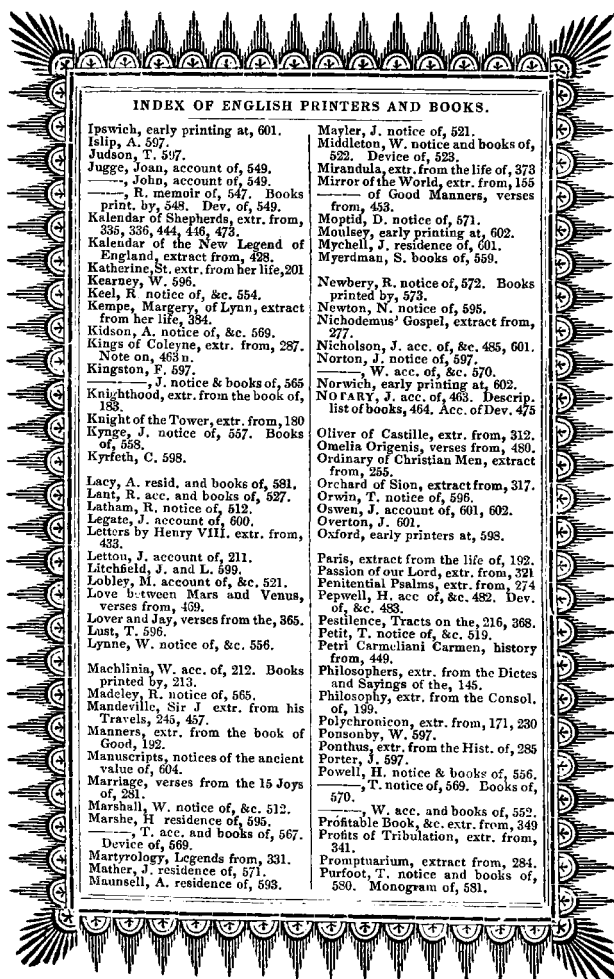 INDEX OF ENGLISH PRINTERS AND BOOKS.
Ipswich, early printing at, 601.
Islip, A. 597.
Judson, T. 597.
Jugge, Joan, account of, 549.
———, John, account of, 549.
———, R. memoir of, 547. Books
print. by, 548. Dev. of, 549.
Kalendar of Shepherds, extr. from,
335, 336, 444, 446, 473.
Kalendar of the New Legend of
England, extract from, 428.
Katherine, St. extr. from her life, 201
Kearney, W. 596.
Keel, R. notice of, &c. 554.
Kempe, Margery, of Lynn, extract
from her life, 384.
Kidson, A. notice of, &c. 569.
Kings of Coleyne, extr. from, 287.
Note on, 463 n.
Kingston, F. 597.
———, J. notice & books of, 565
Knighthood, extr. from the book of,
183.
Knight of the Tower, extr. from, 180
Kynge, J. notice of, 557. Books
of, 558.
Kyrfeth, C. 598.
Lacy, A. resid. and books of, 581.
Lant, R. acc. and books of, 527.
Latham, R. notice of, 512.
Legate, J. account of, 600.
Letters by Henry VIII. extr. from,
433.
Lettou, J. account of, 211.
Litchfield, J. and L. 599.
Lobley, M. account of, &c. 521.
Love between Mars and Venus,
verses from, 469.
Lover and Jay, verses from the, 365.
Lust, T. 596.
Lynne, W. notice of, &c. 556.
Machlinia, W. acc. of, 212. Books
printed by, 213.
Madeley, R. notice of, 565.
Mandeville, Sir J extr. from his
Travels, 245, 457.
Manners, extr. from the book of
Good, 192.
Manuscripts, notices of the ancient
value of, 604.
Marriage, verses from the 15 Joys
of, 281.
Marshall, W. notice of, &c. 512.
Marshe, H residence of, 595.
———, T. acc. and books of, 567.
Device of, 569.
Martyrology, Legends from, 331.
Mather, J. residence of, 571.
Maunsell, A. residence of, 593.
Mayler, J. notice of, 521.
Middleton, W. notice and books of,
522. Device of, 523.
Mirandula, extr. from the life of, 373
Mirror of the World, extr. from, 155
——— of Good Manners, verses
from, 453.
Moptid, D. notice of, 571.
Moulsey, early printing at, 602.
Mychell, J. residence of, 601.
Myerdman, S. books of, 559.
Newbery, R. notice of, 572. Books
printed by, 573.
Newton, N. notice of, 595.
Nichodemus' Gospel, extract from,
277.
Nicholson, J. acc. of, &c. 485, 601.
Norton, J. notice of, 597.
———, W. acc. of, &c. 570.
Norwich, early printing at, 602.
NOTARY, J. acc. of, 463. Descrip.
list of books, 464. Acc. of Dev. 475
Oliver of Castille, extr. from, 312.
Omelia Origenis, verses from, 480.
Ordinary of Christian Men, extract
from, 255.
Orchard of Sion, extract from, 317.
Orwin, T. notice of, 596.
Oswen, J. account of, 601, 602.
Overton, J. 601.
Oxford, early printers at, 598.
Paris, extract from the life of, 192.
Passion of our Lord, extr. from, 321
Penitential Psalms, extr. from, 274
Pepwell, H. acc of, &c. 482. Dev.
of, &c. 483.
Pestilence, Tracts on the, 216, 368.
Petit, T. notice of, &c. 519.
Petri Carmeliani Carmen, history
from, 449.
Philosophers, extr. from the Dictes
and Sayings of the, 145.
Philosophy, extr. from the Consol.
of, 199.
Polychronicon, extr. from, 171, 230
Ponsonby, W. 597.
Ponthus, extr. from the Hist. of, 285
Porter, J. 597.
Powell, H. notice & books of, 556.
———, T. notice of, 569. Books of,
570.
———, W. acc. and books of, 552.
Profitable Book, &c. extr. from, 349
Profits of Tribulation, extr. from,
341.
Promptuarium, extract from, 284.
Purfoot, T. notice and books of,
580. Monogram of, 581.